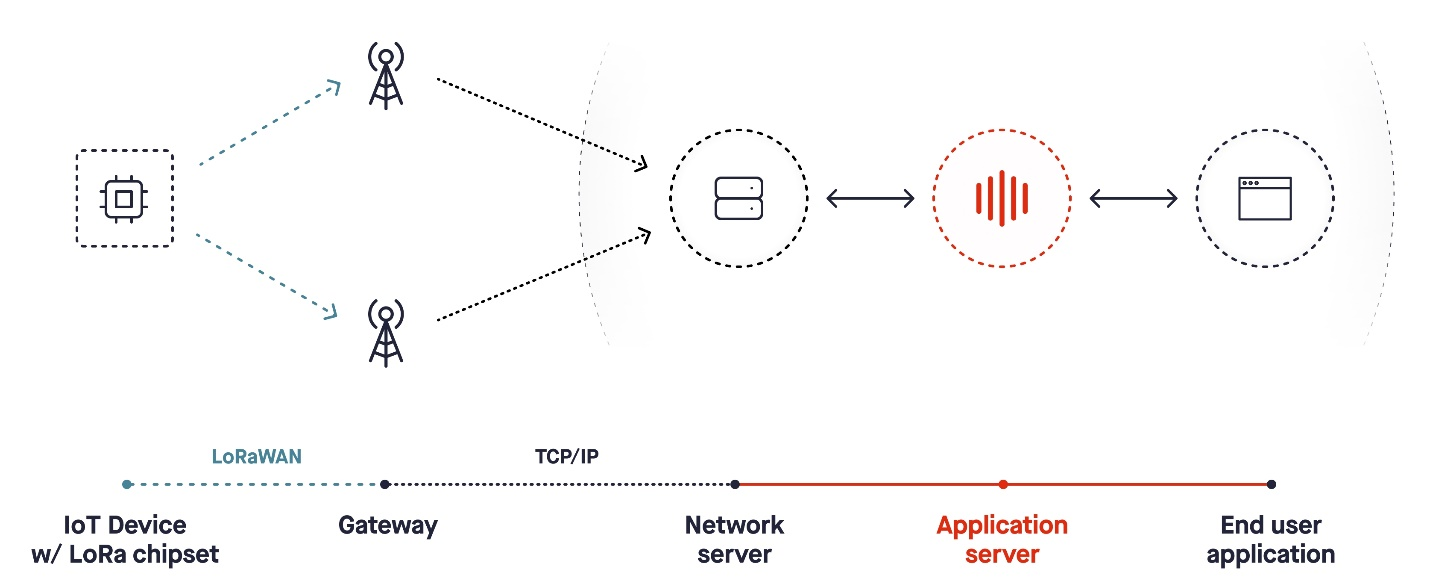 LoRaWAN
TCP/IP
IoT Device
w/ LoRa chipset
Gateway
Network
server
Application
server
End user
application